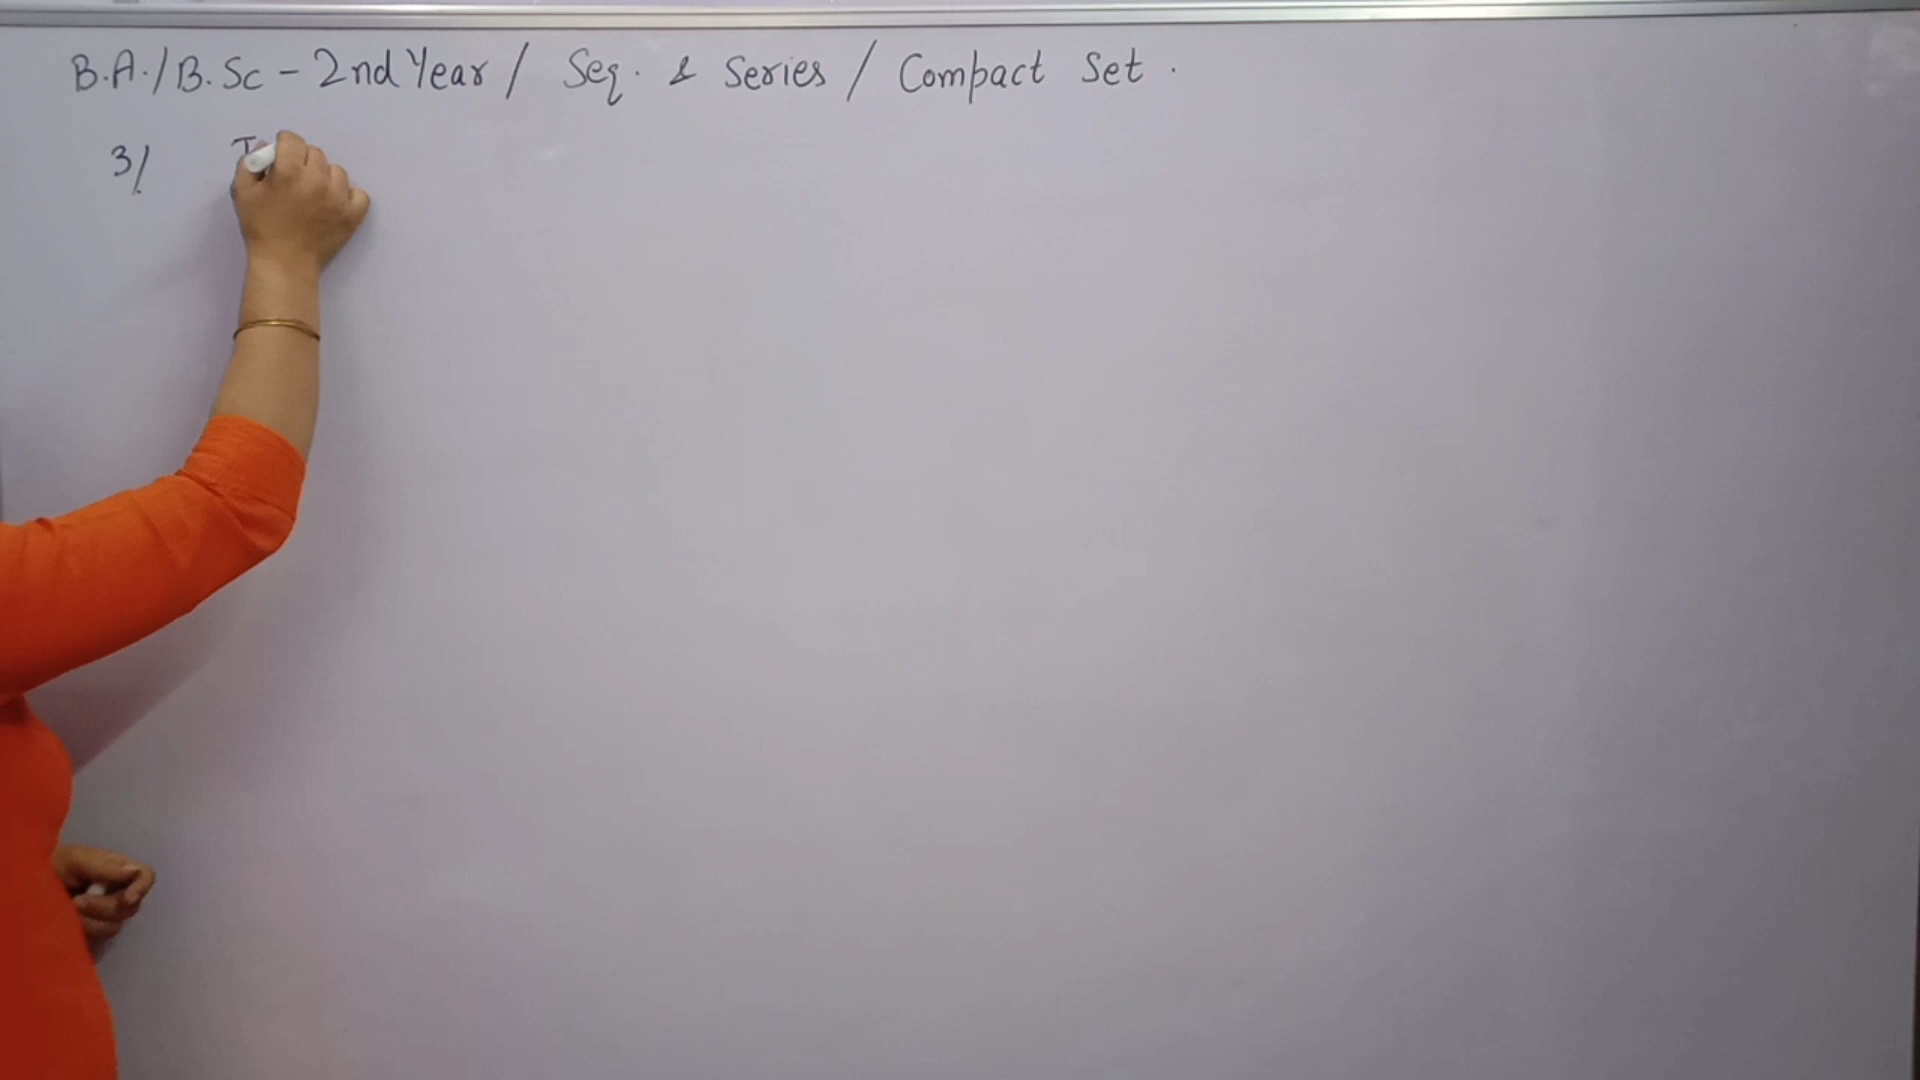 B.A./B.Sc - 2nd Year / Seq. & Series / Compact Set.
3/